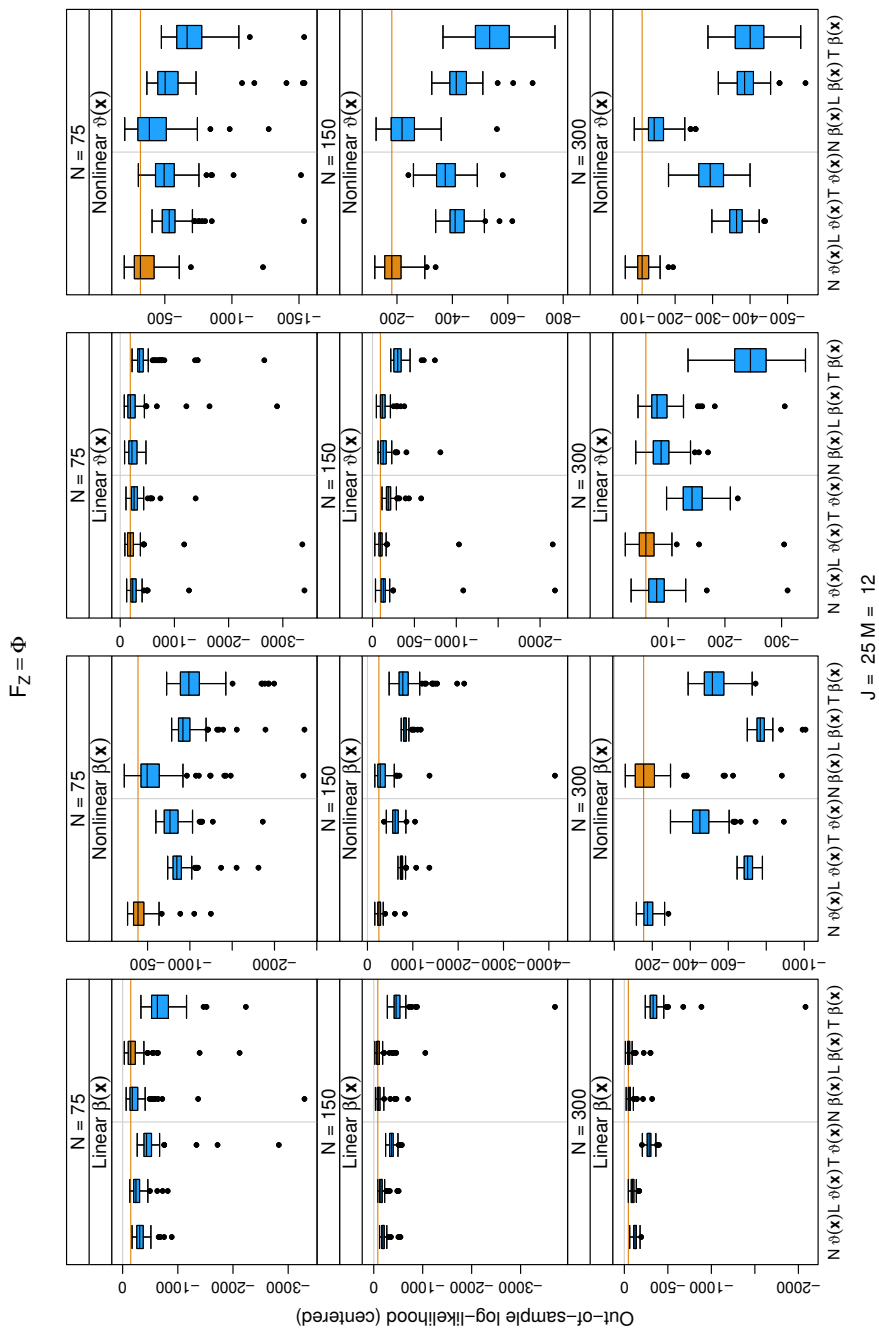 F_Z = Φ
Out−of−sample log−likelihood (centered)
N = 75
Linear β(x)
0
−1000
−2000
−3000
N = 75
Nonlinear β(x)
−500
−1000
−2000
N = 75
Linear ϑ(x)
0
−1000
−2000
−3000
N = 75
Nonlinear ϑ(x)
−500
−1000
−1500
N = 150
Linear β(x)
0
−1000
−2000
−3000
N = 150
Nonlinear β(x)
0
−1000
−2000
−3000
−4000
N = 150
Linear ϑ(x)
0
−500
−1000
−2000
N = 150
Nonlinear ϑ(x)
−200
−400
−600
−800
N = 300
Linear β(x)
0
−500
−1000
−2000
N = 300
Nonlinear β(x)
−200
−400
−600
−1000
N = 300
Linear ϑ(x)
−100
−200
−300
N = 300
Nonlinear ϑ(x)
−100
−200
−300
−400
−500
N ϑ(x) L ϑ(x) T ϑ(x) N β(x) L β(x) T β(x)
N ϑ(x) L ϑ(x) T ϑ(x) N β(x) L β(x) T β(x)
N ϑ(x) L ϑ(x) T ϑ(x) N β(x) L β(x) T β(x)
N ϑ(x) L ϑ(x) T ϑ(x) N β(x) L β(x) T β(x)
J = 25 M = 12